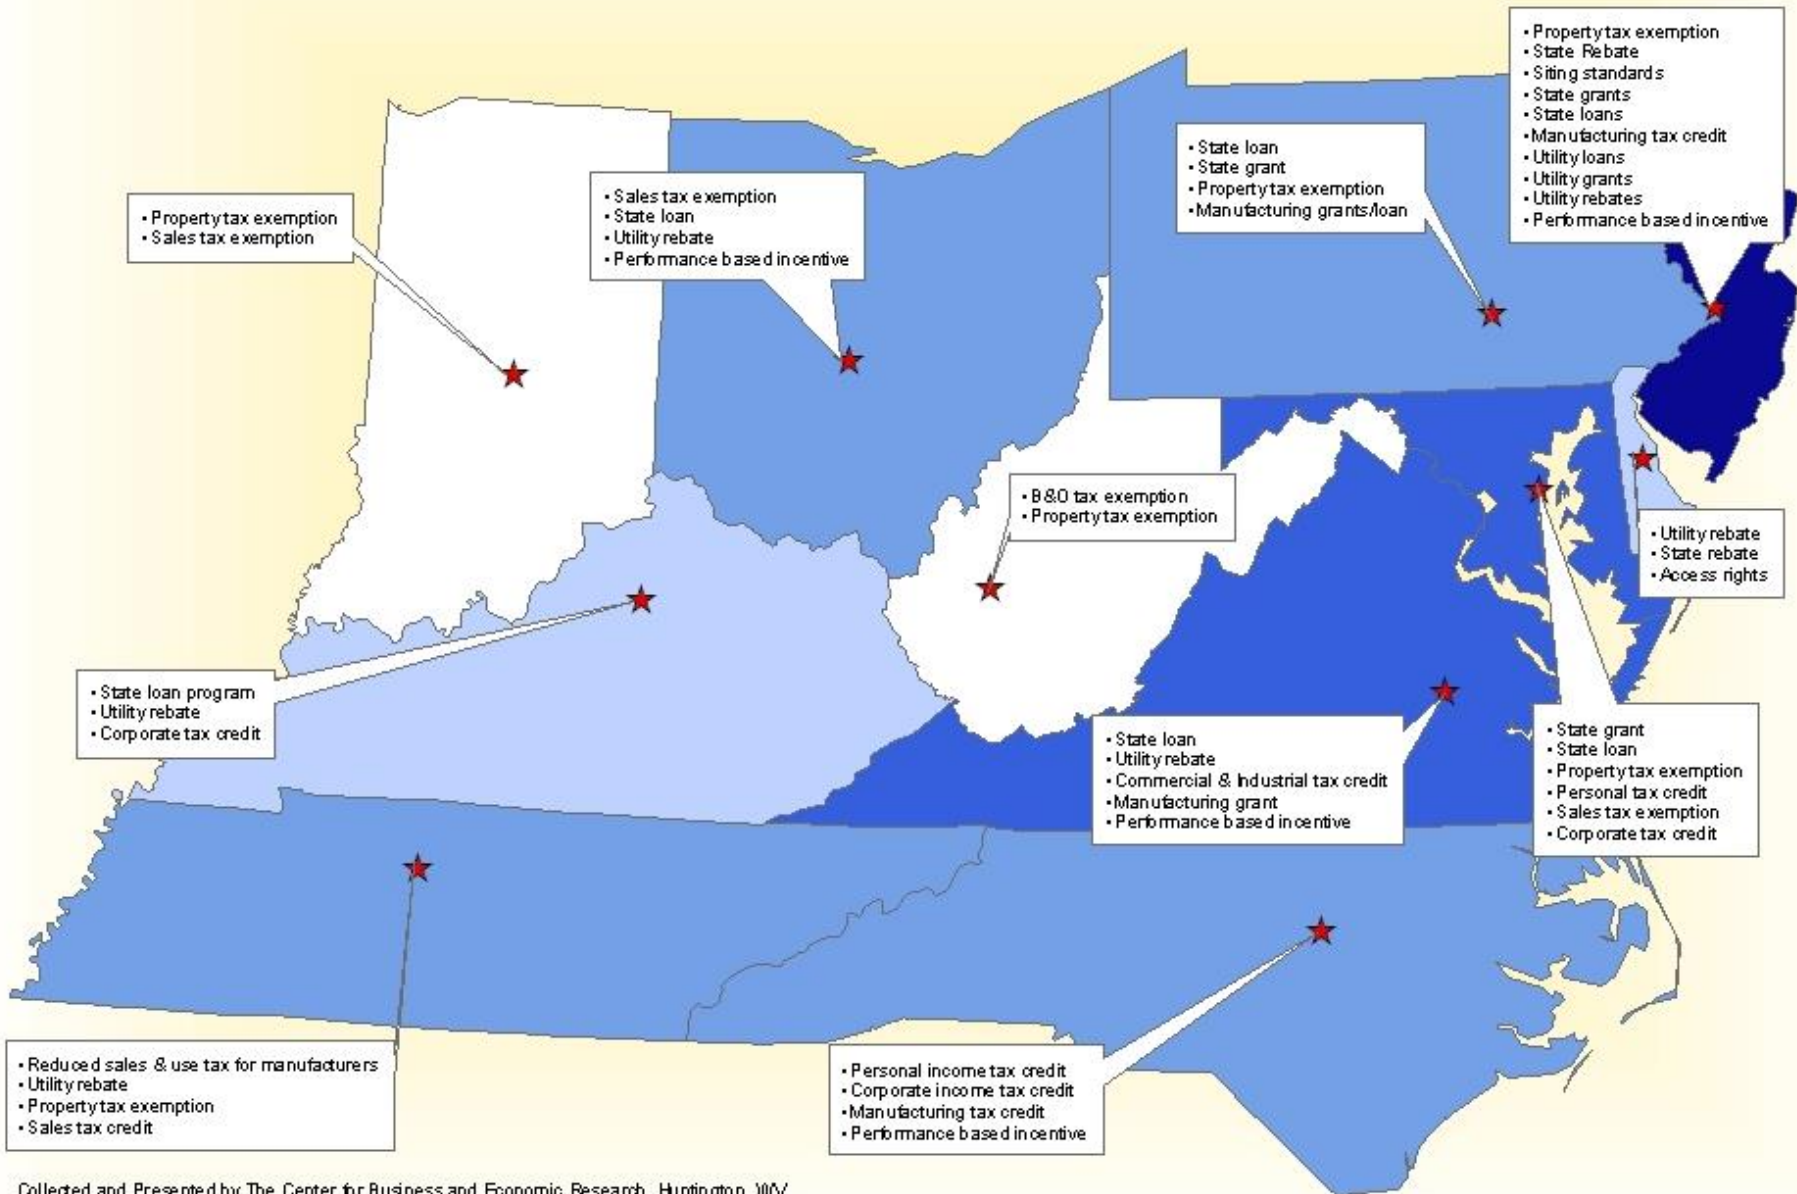 • Property tax exemption
• State Rebate
• Siting standards
• State grants
• State loans
• Manufacturing tax credit
• Utility loans
• Utility grants
• Utility rebates
• Performance based incentive
• State loan
• State grant
• Property tax exemption
• Manufacturing grants/loan
• Sales tax exemption
• State loan
• Utility rebate
• Performance based incentive
• Property tax exemption
• Sales tax exemption
• B&O tax exemption
• Property tax exemption
• Utility rebate
• State rebate
• Access rights
• State loan program
• Utility rebate
• Corporate tax credit
• State loan
• Utility rebate
• Commercial & Industrial tax credit
• Manufacturing grant
• Performance based incentive
• State grant
• State loan
• Property tax exemption
• Personal tax credit
• Sales tax exemption
• Corporate tax credit
• Reduced sales & use tax for manufacturers
• Utility rebate
• Property tax exemption
• Sales tax credit
• Personal income tax credit
• Corporate income tax credit
• Manufacturing tax credit
• Performance based incentive
Collected and Presented by The Center for Business and Economic Research, Huntington, WV